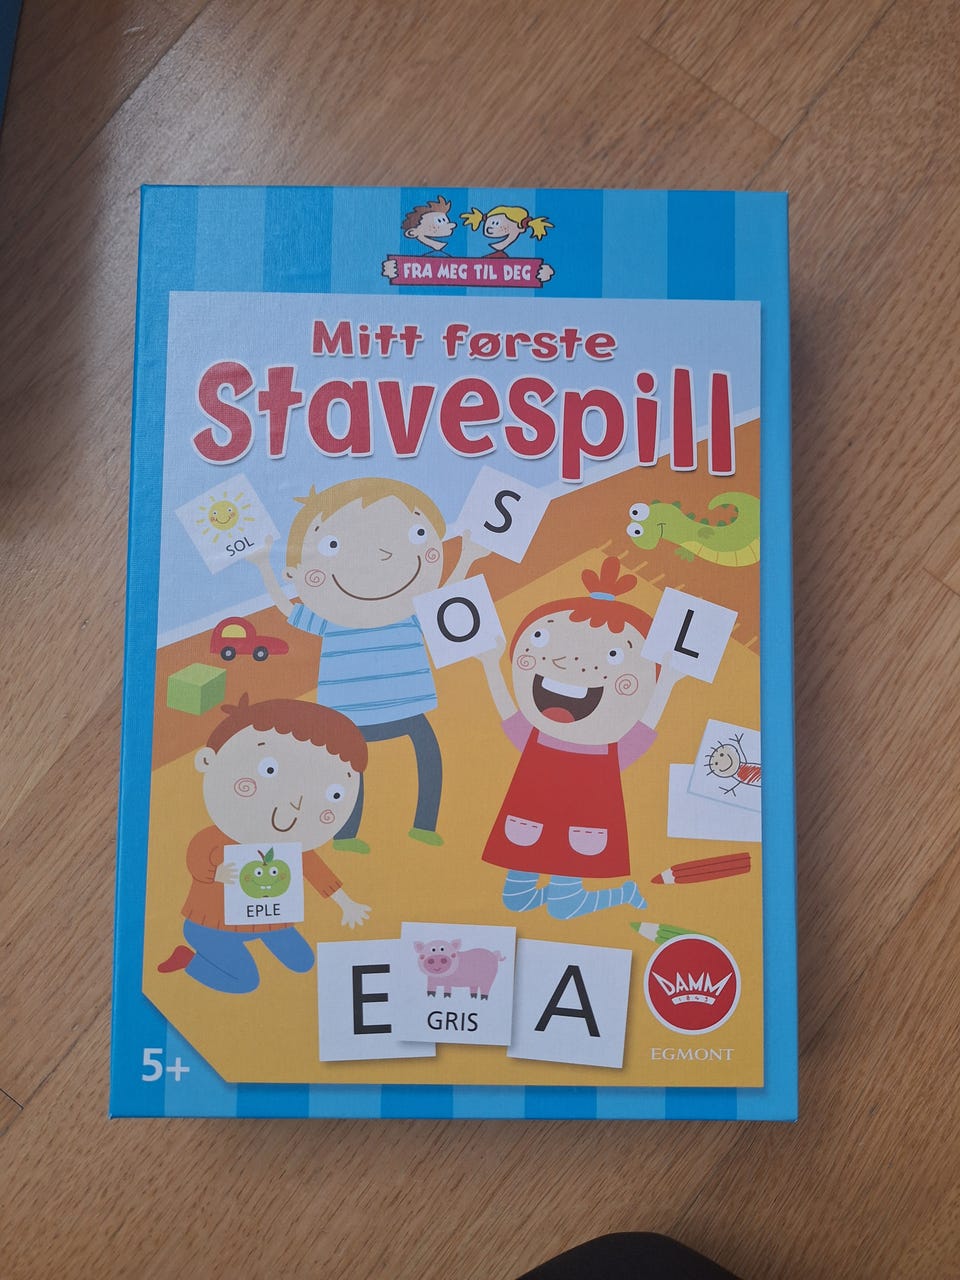 FRA MEG TIL DEG
Mitt første
Stavespill
SOL
S
O
L
EPLE
E
GRIS
A
DAMM
1843
EGMONT
5+